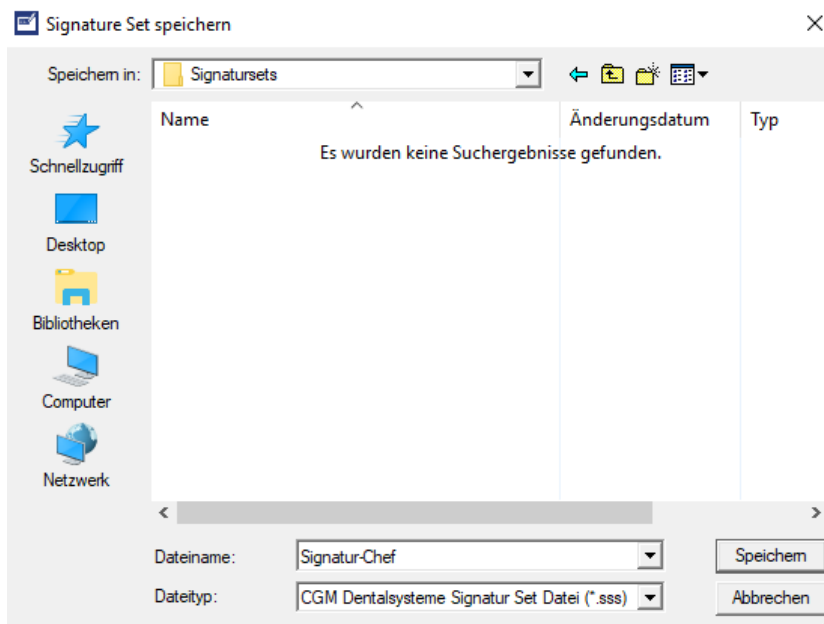 Signature Set speichern
Speichern in: Signatursets
Name Änderungsdatum Typ
Es wurden keine Suchergebnisse gefunden.
Schnellzugriff
Desktop
Bibliotheken
Computer
Netzwerk
Dateiname: Signatur-Chef Speichern
Dateityp: CGM Dentalsysteme Signatur Set Datei (*.sss) Abbrechen